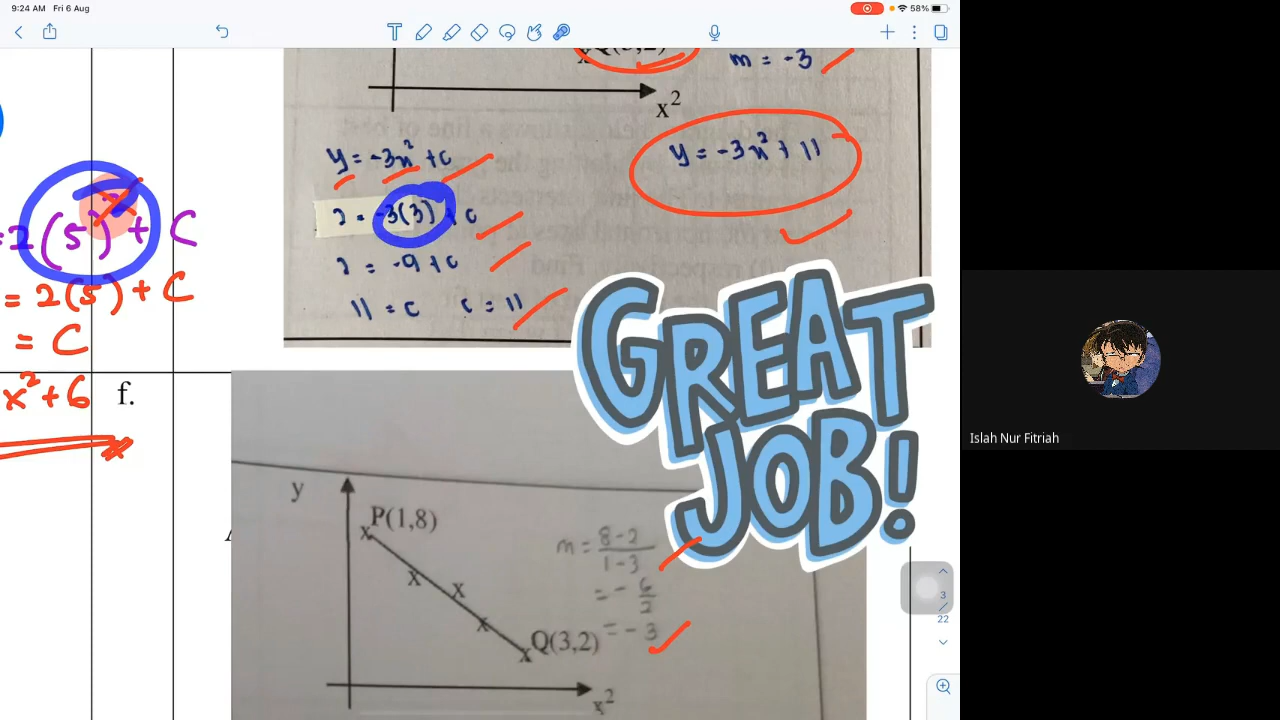 9:24 AM Fri 6 Aug
58%
T
Q(3,2)
m = -3
x²
y = -3x² + 11
y = -3x² + c
2 = -3(3) + c
2 = -9 + c
11 = c c = 11
=2(5) + C
= 2(5) + C
= C
x² + 6
f.
GREAT
JOB!
y
P(1,8)
m = 8-2
1-3
= - 6
2
= - 3
Q(3,2)
x²
3
22
Islah Nur Fitriah